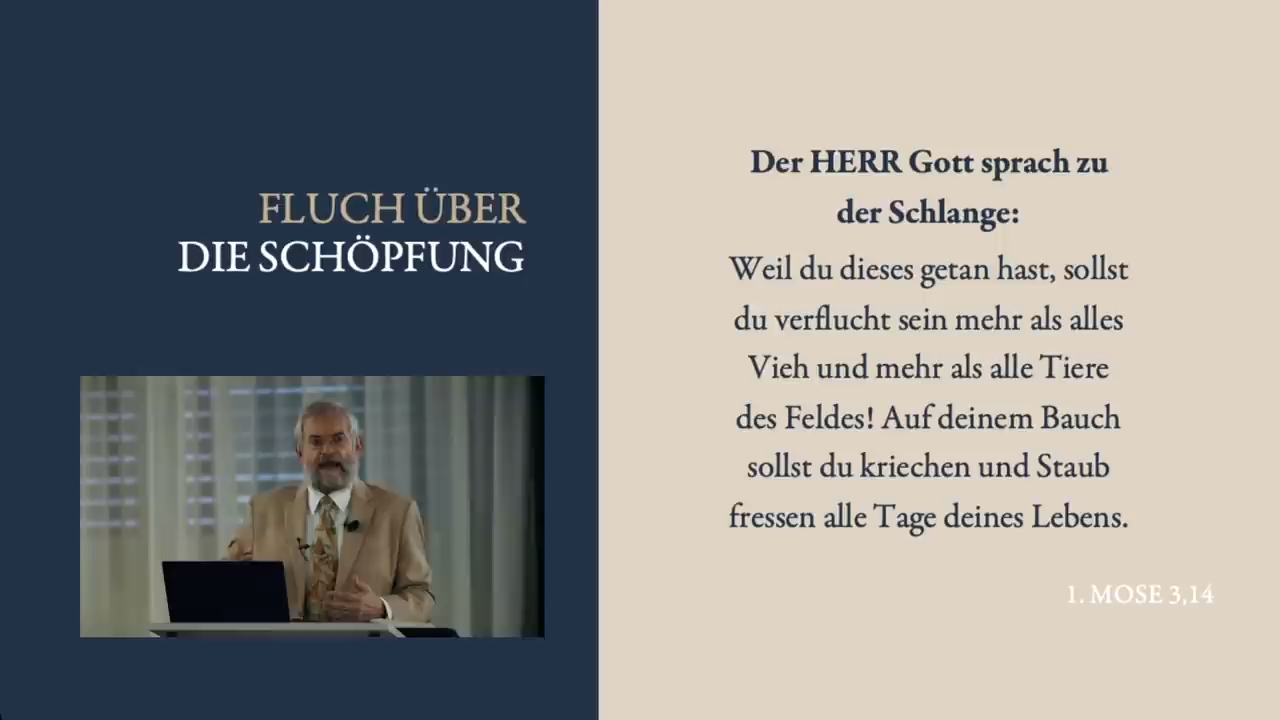 FLUCH ÜBER
DIE SCHÖPFUNG
Der HERR Gott sprach zu
der Schlange:
Weil du dieses getan hast, sollst
du verflucht sein mehr als alles
Vieh und mehr als alle Tiere
des Feldes! Auf deinem Bauch
sollst du kriechen und Staub
fressen alle Tage deines Lebens.
1. MOSE 3,14